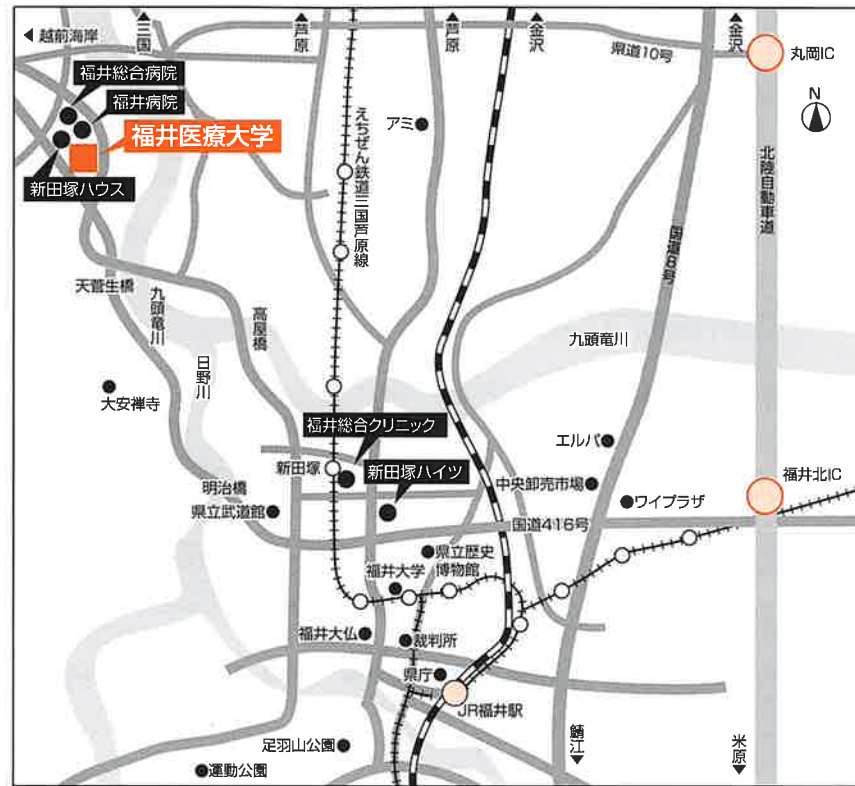 越前海岸
三国
芦原
芦原
金沢
金沢
県道10号
丸岡IC
N
福井総合病院
福井病院
福井医療大学
新田塚ハウス
アミ
えちぜん鉄道三国芦原線
北陸自動車道
国道8号
天菅生橋
九頭竜川
高屋橋
日野川
九頭竜川
大安禅寺
福井総合クリニック
新田塚
新田塚ハイツ
エルパ
中央卸売市場
ワイプラザ
福井北IC
明治橋
県立武道館
国道416号
県立歴史
博物館
福井大学
福井大仏
裁判所
県庁
JR福井駅
足羽山公園
運動公園
鯖江
米原